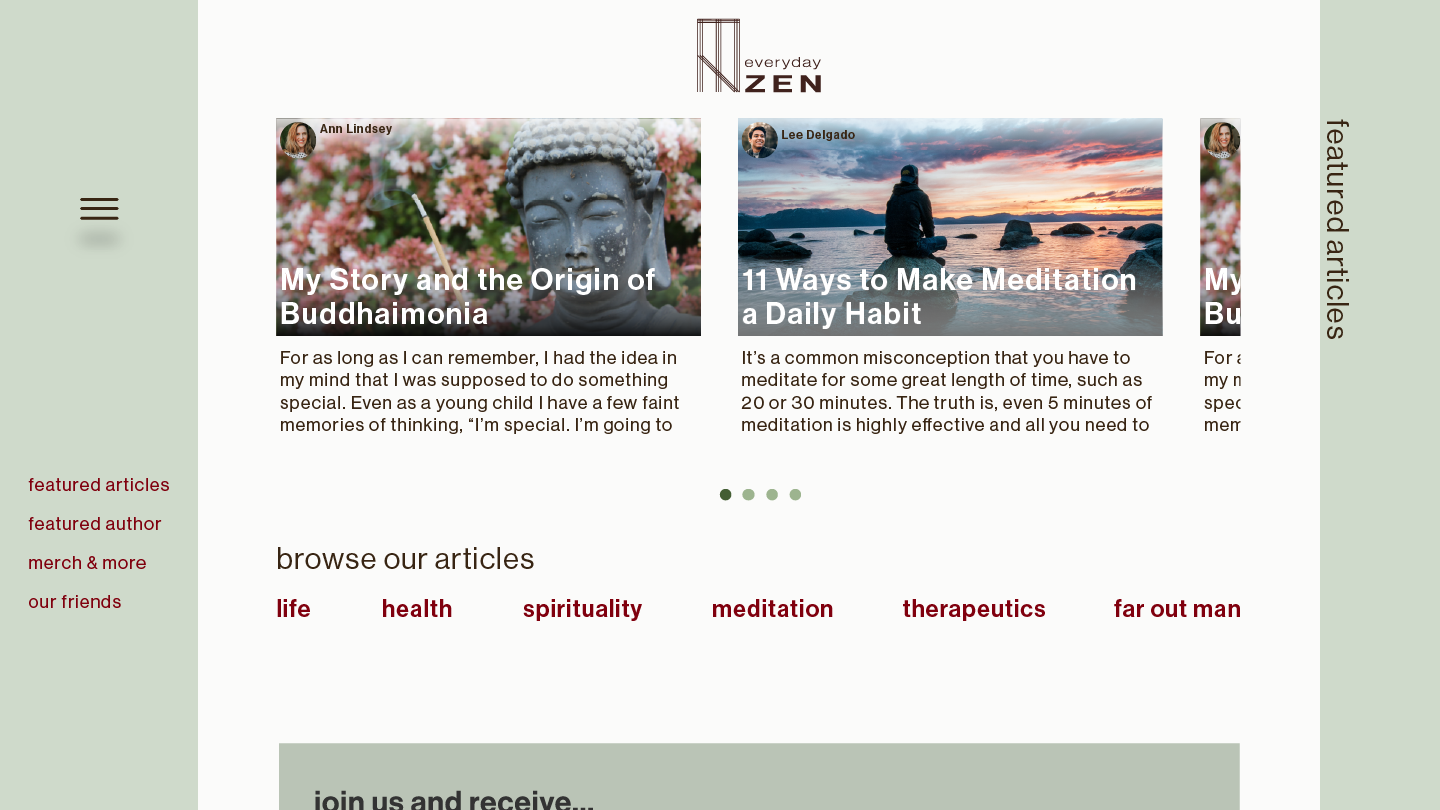 everyday
ZEN
featured articles
Ann Lindsey
My Story and the Origin of
Buddhaimonia
For as long as I can remember, I had the idea in
my mind that I was supposed to do something
special. Even as a young child I have a few faint
memories of thinking, “I’m special. I’m going to
Lee Delgado
11 Ways to Make Meditation
a Daily Habit
It’s a common misconception that you have to
meditate for some great length of time, such as
20 or 30 minutes. The truth is, even 5 minutes of
meditation is highly effective and all you need to
My
Bu
For a
my m
spec
mem
featured articles
featured author
merch & more
our friends
browse our articles
life
health
spirituality
meditation
therapeutics
far out man
join us and receive...